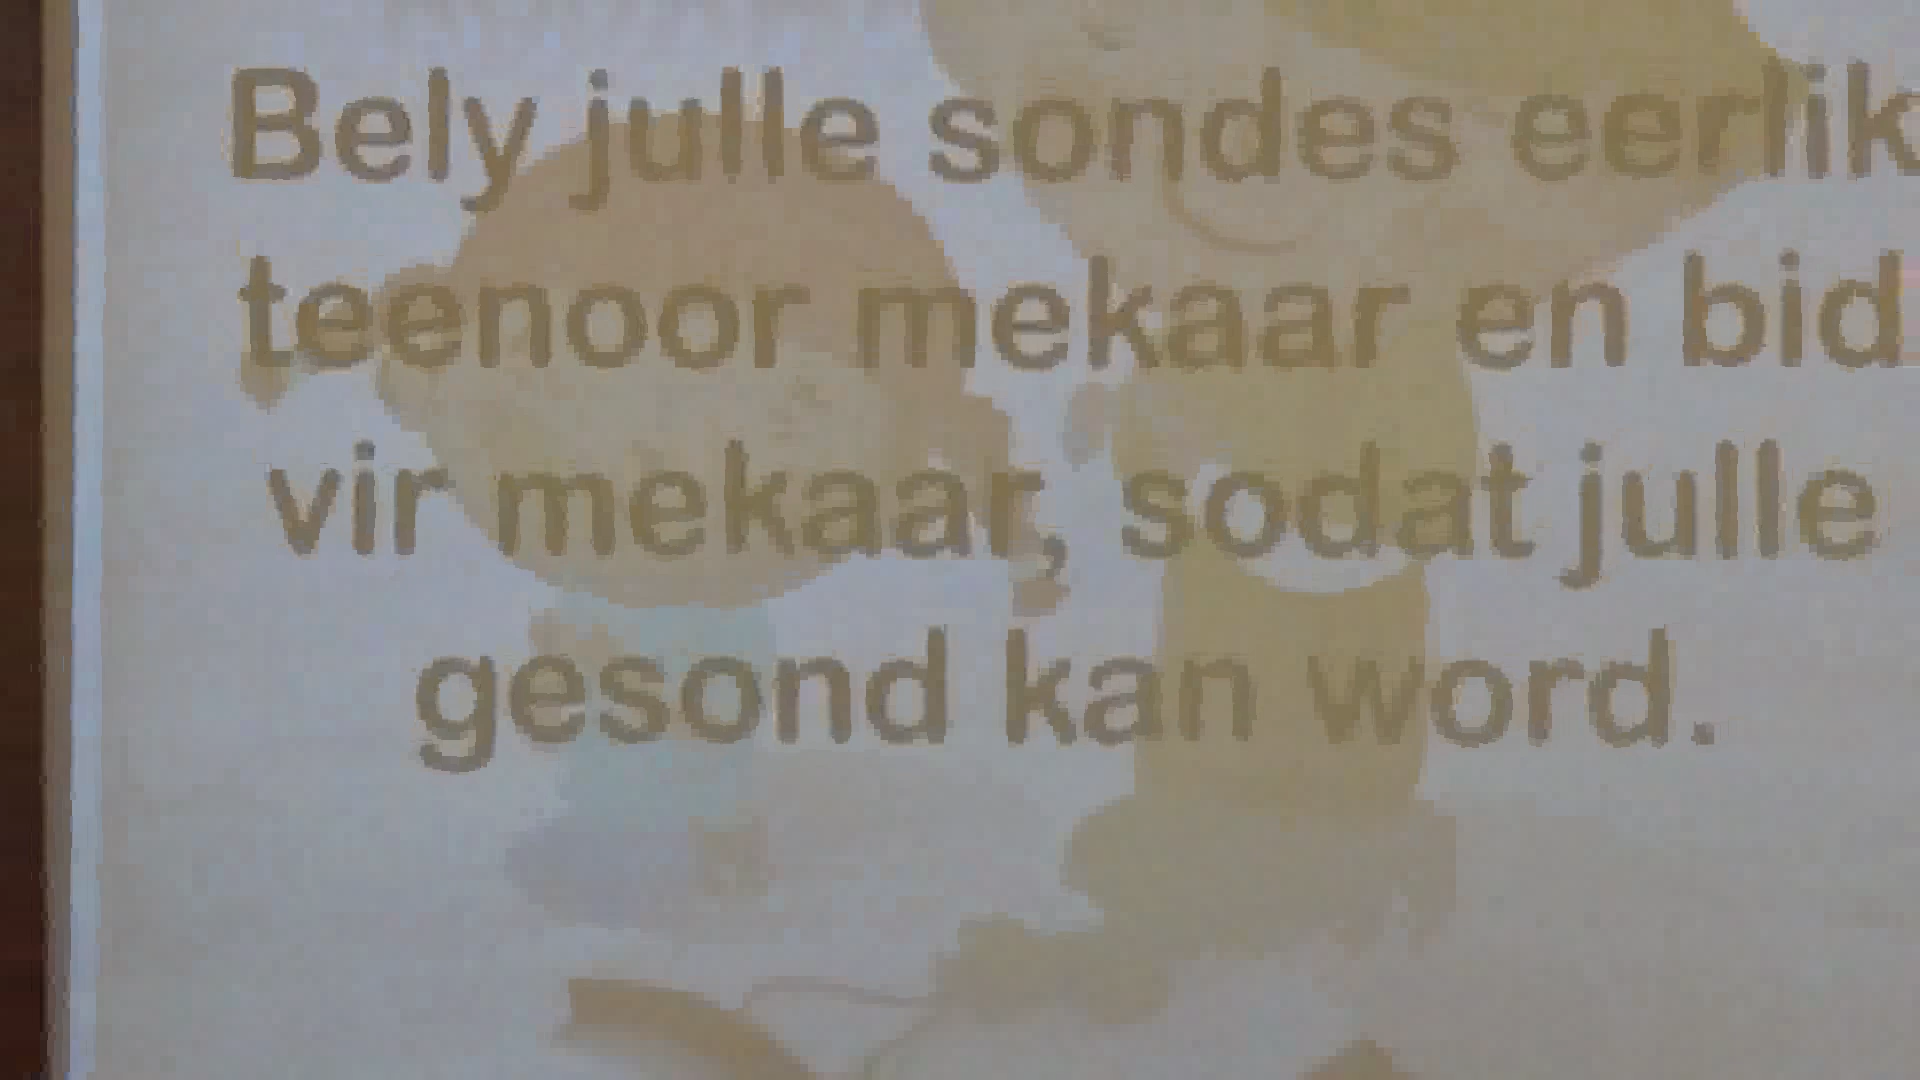 Bely julle sondes eerlik
teenoor mekaar en bid
vir mekaar, sodat julle
gesond kan word.